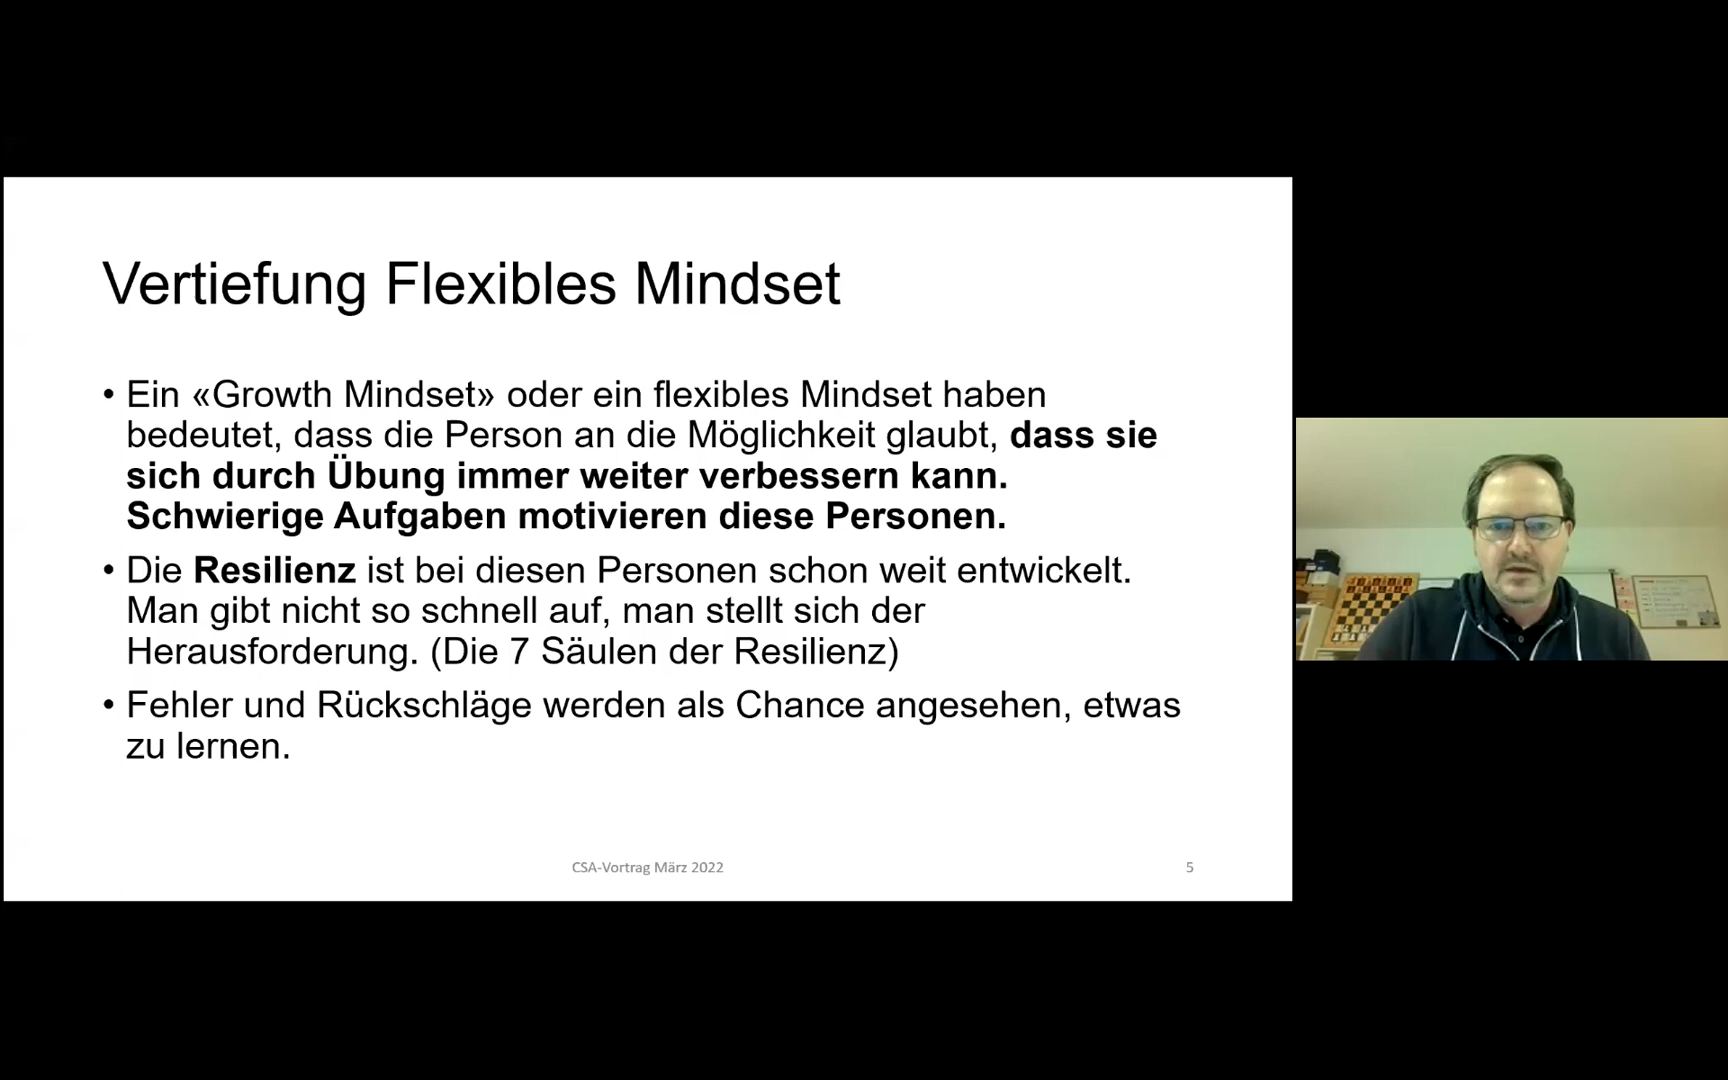 Vertiefung Flexibles Mindset
• Ein «Growth Mindset» oder ein flexibles Mindset haben
bedeutet, dass die Person an die Möglichkeit glaubt, dass sie
sich durch Übung immer weiter verbessern kann.
Schwierige Aufgaben motivieren diese Personen.
• Die Resilienz ist bei diesen Personen schon weit entwickelt.
Man gibt nicht so schnell auf, man stellt sich der
Herausforderung. (Die 7 Säulen der Resilienz)
• Fehler und Rückschläge werden als Chance angesehen, etwas
zu lernen.
CSA-Vortrag März 2022
5